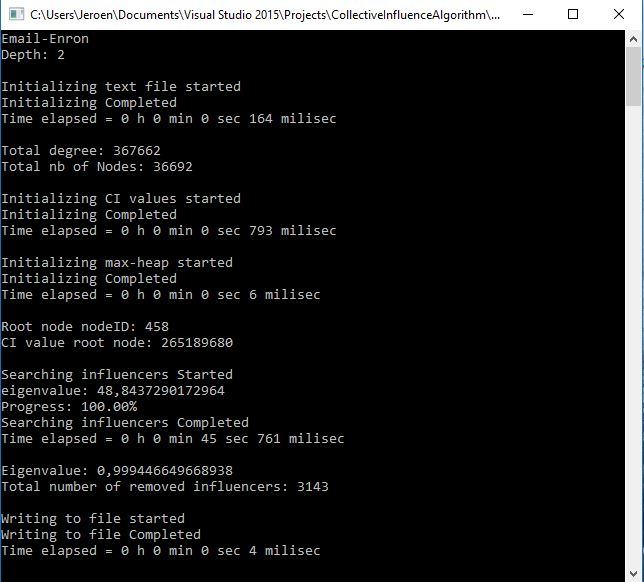 C:\Users\Jeroen\Documents\Visual Studio 2015\Projects\CollectiveInfluenceAlgorithm\...
Email-Enron
Depth: 2
Initializing text file started
Initializing Completed
Time elapsed = 0 h 0 min 0 sec 164 milisec
Total degree: 367662
Total nb of Nodes: 36692
Initializing CI values started
Initializing Completed
Time elapsed = 0 h 0 min 0 sec 793 milisec
Initializing max-heap started
Initializing Completed
Time elapsed = 0 h 0 min 0 sec 6 milisec
Root node nodeID: 458
CI value root node: 265189680
Searching influencers Started
eigenvalue: 48,8437290172964
Progress: 100.00%
Searching influencers Completed
Time elapsed = 0 h 0 min 45 sec 761 milisec
Eigenvalue: 0,999446649668938
Total number of removed influencers: 3143
Writing to file started
Writing to file Completed
Time elapsed = 0 h 0 min 0 sec 4 milisec